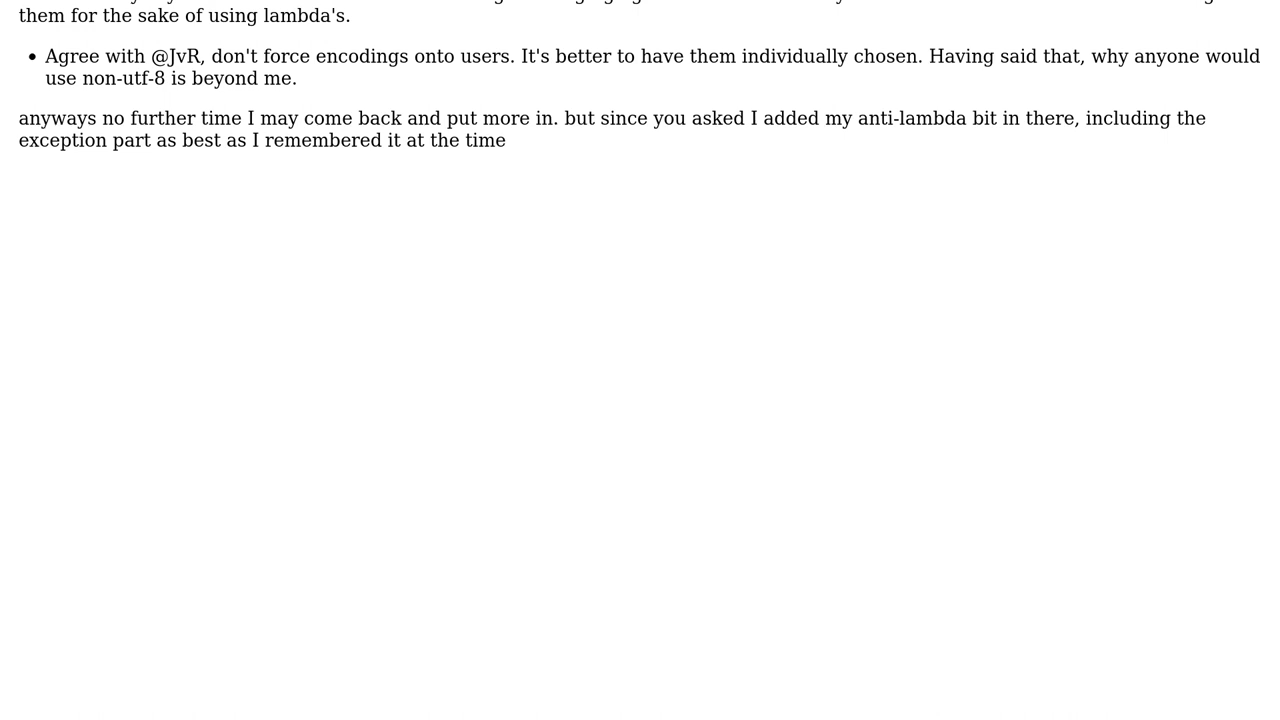 them for the sake of using lambda's.
• Agree with @JvR, don't force encodings onto users. It's better to have them individually chosen. Having said that, why anyone would
use non-utf-8 is beyond me.
anyways no further time I may come back and put more in. but since you asked I added my anti-lambda bit in there, including the
exception part as best as I remembered it at the time